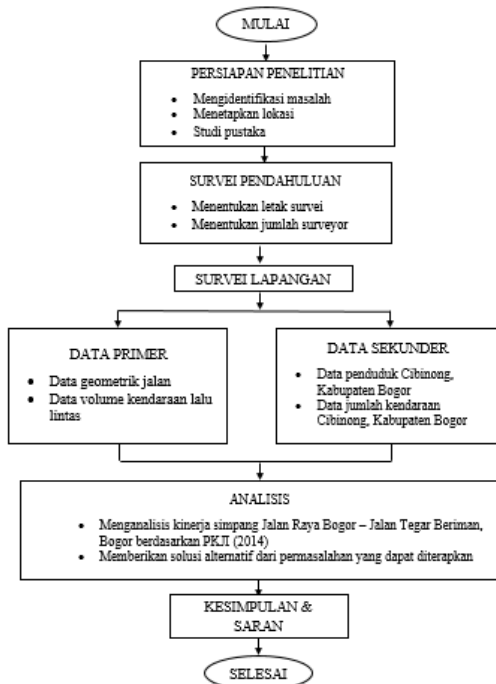 MULAI
PERSIAPAN PENELITIAN
• Mengidentifikasi masalah
• Menetapkan lokasi
• Studi pustaka
SURVEI PENDAHULUAN
• Menentukan letak survei
• Menentukan jumlah surveyor
SURVEI LAPANGAN
DATA PRIMER
• Data geometrik jalan
• Data volume kendaraan lalu
lintas
DATA SEKUNDER
• Data penduduk Cibinong,
Kabupaten Bogor
• Data jumlah kendaraan
Cibinong, Kabupaten Bogor
ANALISIS
• Menganalisis kinerja simpang Jalan Raya Bogor – Jalan Tegar Beriman,
Bogor berdasarkan PKJI (2014)
• Memberikan solusi alternatif dari permasalahan yang dapat diterapkan
KESIMPULAN &
SARAN
SELESAI